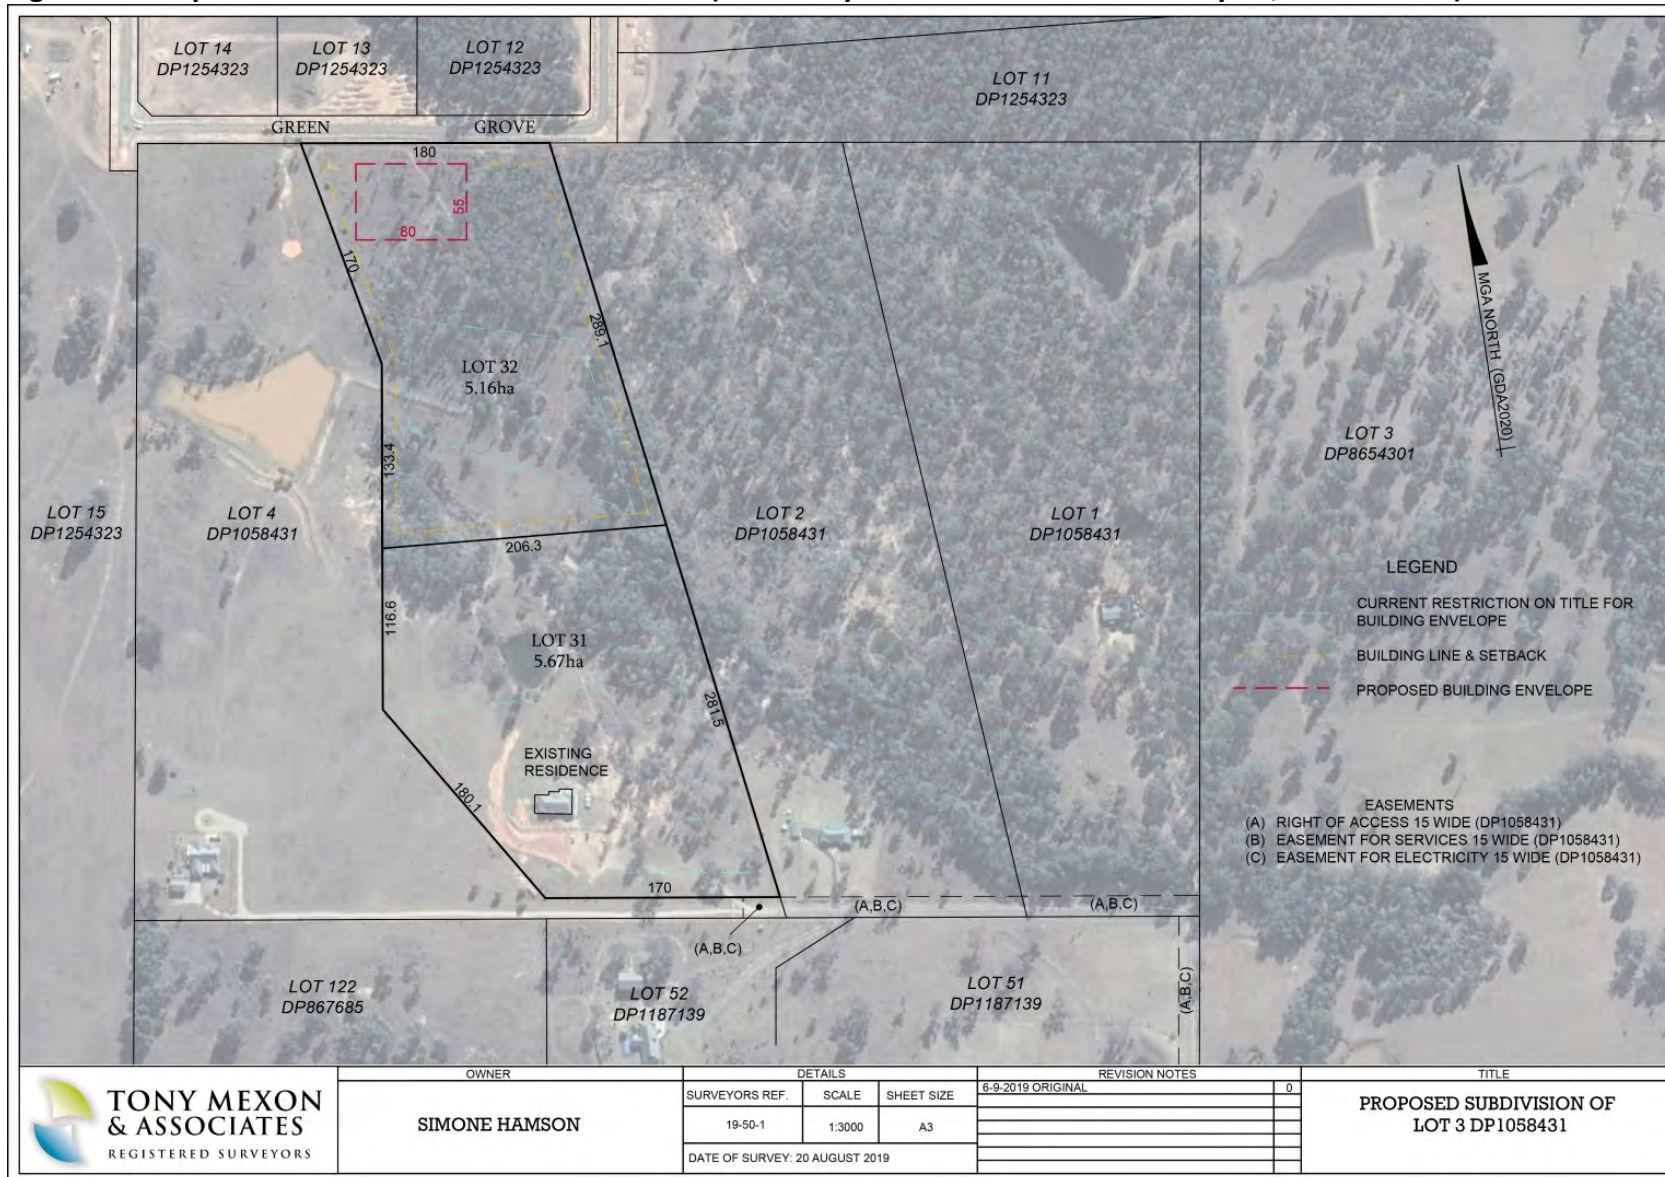 LOT 14
DP1254323
LOT 13
DP1254323
LOT 12
DP1254323
LOT 11
DP1254323
GREEN GROVE
180
55
80
170
289.1
LOT 32
5.16ha
133.4
206.3
MGA NORTH (GDA2020)
LOT 3
DP8654301
LOT 15
DP1254323
LOT 4
DP1058431
LOT 2
DP1058431
LOT 1
DP1058431
116.6
LOT 31
5.67ha
281.5
EXISTING
RESIDENCE
180.1
170
LEGEND
CURRENT RESTRICTION ON TITLE FOR
BUILDING ENVELOPE
BUILDING LINE & SETBACK
PROPOSED BUILDING ENVELOPE
EASEMENTS
(A) RIGHT OF ACCESS 15 WIDE (DP1058431)
(B) EASEMENT FOR SERVICES 15 WIDE (DP1058431)
(C) EASEMENT FOR ELECTRICITY 15 WIDE (DP1058431)
(A,B,C)
(A,B,C)
(A,B,C)
(A,B,C)
LOT 122
DP867685
LOT 52
DP1187139
LOT 51
DP1187139
TONY MEXON
& ASSOCIATES
REGISTERED SURVEYORS
OWNER
SIMONE HAMSON
DETAILS
SURVEYORS REF. SCALE SHEET SIZE
19-50-1 1:3000 A3
DATE OF SURVEY: 20 AUGUST 2019
REVISION NOTES
6-9-2019 ORIGINAL 0
TITLE
PROPOSED SUBDIVISION OF
LOT 3 DP1058431